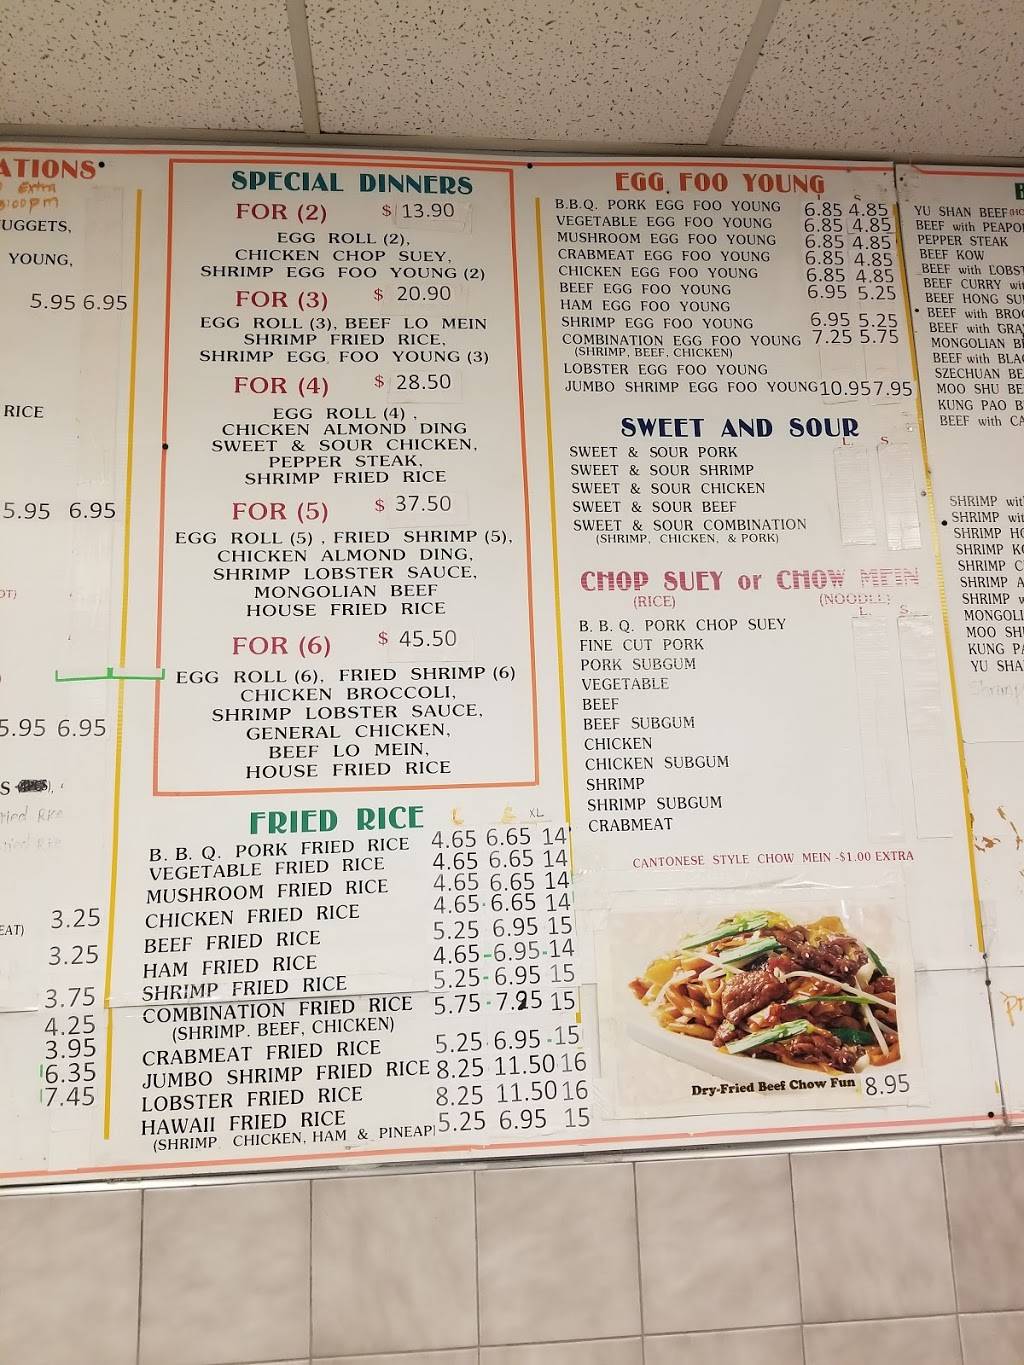 ATIONS
Extra
3:00pm
UGGETS,
YOUNG,
5.95 6.95
RICE
5.95 6.95
OT)
5.95 6.95
S
ried Rice
EAT) 3.25
3.25
3.75
4.25
3.95
6.35
7.45
SPECIAL DINNERS
FOR (2) $ 13.90
EGG ROLL (2),
CHICKEN CHOP SUEY,
SHRIMP EGG FOO YOUNG (2)
FOR (3) $ 20.90
EGG ROLL (3), BEEF LO MEIN
SHRIMP FRIED RICE,
SHRIMP EGG FOO YOUNG (3)
FOR (4) $ 28.50
EGG ROLL (4) ,
CHICKEN ALMOND DING
SWEET & SOUR CHICKEN,
PEPPER STEAK,
SHRIMP FRIED RICE
FOR (5) $ 37.50
EGG ROLL (5) , FRIED SHRIMP (5),
CHICKEN ALMOND DING,
SHRIMP LOBSTER SAUCE,
MONGOLIAN BEEF
HOUSE FRIED RICE
FOR (6) $ 45.50
EGG ROLL (6), FRIED SHRIMP (6)
CHICKEN BROCCOLI,
SHRIMP LOBSTER SAUCE,
GENERAL CHICKEN,
BEEF LO MEIN,
HOUSE FRIED RICE
FRIED RICE L S XL
B. B. Q. PORK FRIED RICE 4.65 6.65 14
VEGETABLE FRIED RICE 4.65 6.65 14
MUSHROOM FRIED RICE 4.65 6.65 14
CHICKEN FRIED RICE 4.65 6.65 14
BEEF FRIED RICE 5.25 6.95 15
HAM FRIED RICE 4.65-6.95-14
SHRIMP FRIED RICE 5.25-6.95 15
COMBINATION FRIED RICE 5.75-7.25 15
(SHRIMP. BEEF, CHICKEN)
CRABMEAT FRIED RICE 5.25 6.95-15
JUMBO SHRIMP FRIED RICE 8.25 11.50 16
LOBSTER FRIED RICE 8.25 11.50 16
HAWAII FRIED RICE 5.25 6.95 15
(SHRIMP, CHICKEN, HAM & PINEAP
EGG FOO YOUNG
L S
B.B.Q. PORK EGG FOO YOUNG 6.85 4.85
VEGETABLE EGG FOO YOUNG 6.85 4.85
MUSHROOM EGG FOO YOUNG 6.85 4.85
CRABMEAT EGG FOO YOUNG 6.85 4.85
CHICKEN EGG FOO YOUNG 6.85 4.85
BEEF EGG FOO YOUNG 6.95 5.25
HAM EGG FOO YOUNG
SHRIMP EGG FOO YOUNG 6.95 5.25
COMBINATION EGG FOO YOUNG 7.25 5.75
(SHRIMP, BEEF, CHICKEN)
LOBSTER EGG FOO YOUNG
JUMBO SHRIMP EGG FOO YOUNG 10.95 7.95
SWEET AND SOUR
L. S.
SWEET & SOUR PORK
SWEET & SOUR SHRIMP
SWEET & SOUR CHICKEN
SWEET & SOUR BEEF
SWEET & SOUR COMBINATION
(SHRIMP, CHICKEN, & PORK)
CHOP SUEY or CHOW MEIN
(RICE) (NOODLE)
L. S.
B. B. Q. PORK CHOP SUEY
FINE CUT PORK
PORK SUBGUM
VEGETABLE
BEEF
BEEF SUBGUM
CHICKEN
CHICKEN SUBGUM
SHRIMP
SHRIMP SUBGUM
CRABMEAT
CANTONESE STYLE CHOW MEIN -$1.00 EXTRA
Dry-Fried Beef Chow Fun 8.95
YU SHAN BEEF (HO
BEEF with PEAPO
PEPPER STEAK
BEEF KOW
BEEF with LOBST
BEEF CURRY wi
BEEF HONG SU
BEEF with BRO
BEEF with GRA
MONGOLIAN B
BEEF with BLA
SZECHUAN BE
MOO SHU BE
KUNG PAO B
BEEF with CA
SHRIMP wit
SHRIMP wit
SHRIMP HO
SHRIMP KO
SHRIMP C
SHRIMP A
SHRIMP w
MONGOLI
MOO SH
KUNG PA
YU SHA
Shrimp